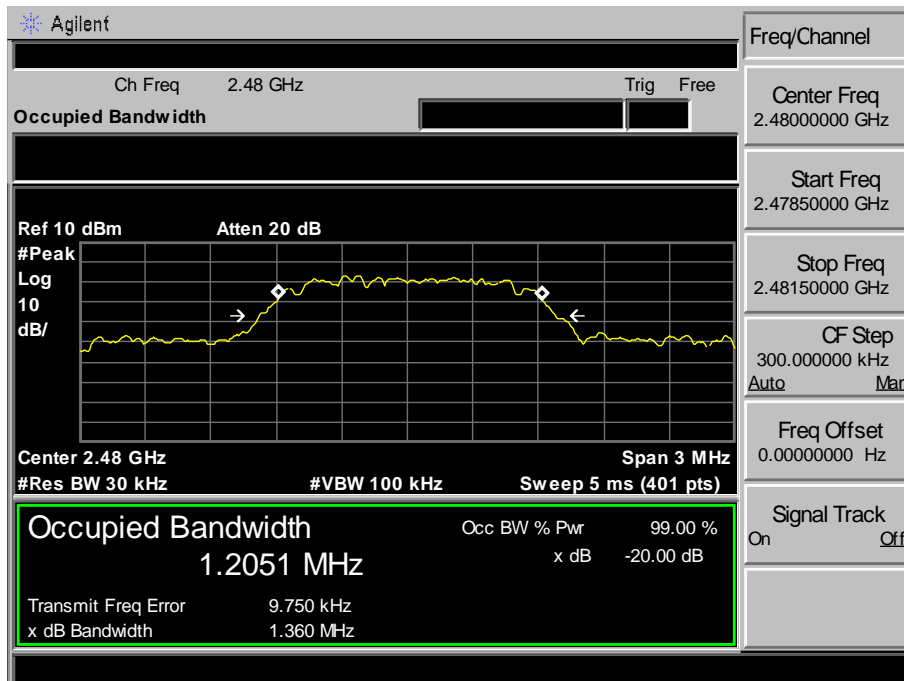 Agilent
Freq/Channel
Ch Freq 2.48 GHz Trig Free
Occupied Bandwidth
Center Freq
2.48000000 GHz
Start Freq
2.47850000 GHz
Ref 10 dBm Atten 20 dB
#Peak
Log
10
dB/
Stop Freq
2.48150000 GHz
CF Step
300.000000 kHz
Auto Man
Freq Offset
0.00000000 Hz
Center 2.48 GHz Span 3 MHz
#Res BW 30 kHz #VBW 100 kHz Sweep 5 ms (401 pts)
Signal Track
On Off
Occupied Bandwidth
1.2051 MHz
Occ BW % Pwr 99.00 %
x dB -20.00 dB
Transmit Freq Error 9.750 kHz
x dB Bandwidth 1.360 MHz